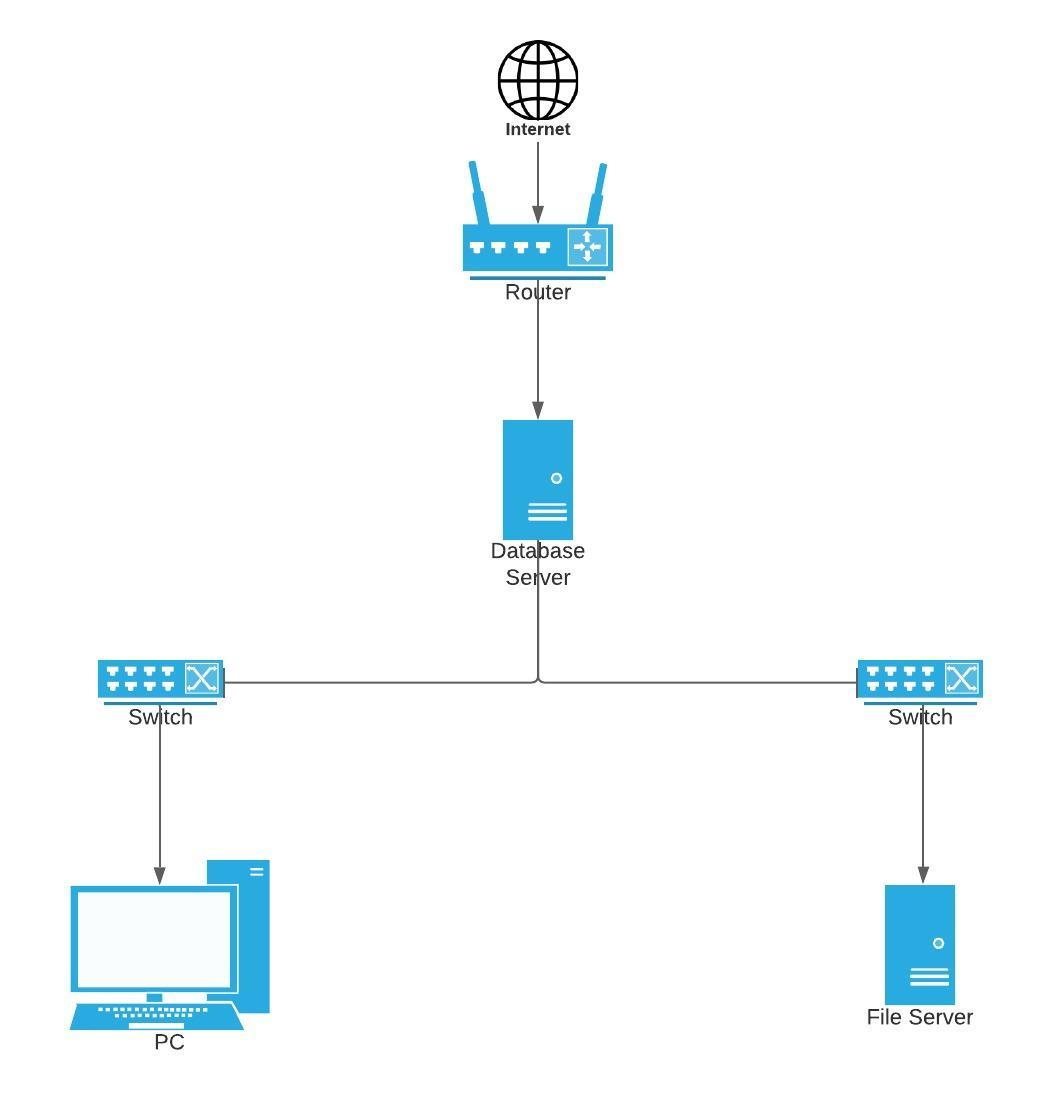 Internet
Router
Database
Server
Switch
Switch
PC
File Server